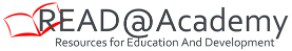 READ@Academy
Resources for Education And Development